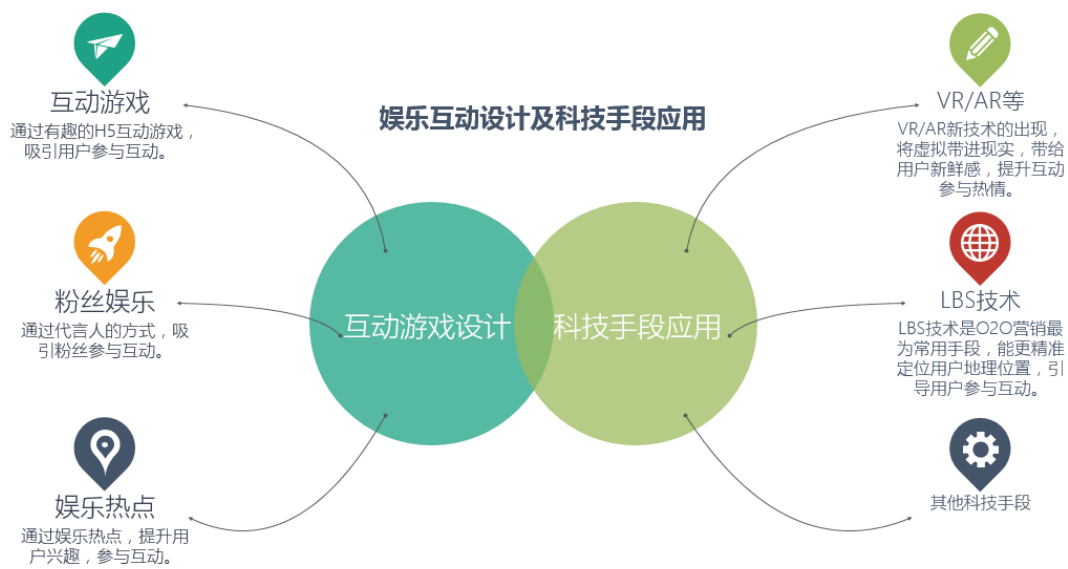 娱乐互动设计及科技手段应用
互动游戏
通过有趣的H5互动游戏，
吸引用户参与互动。
粉丝娱乐
通过代言人的方式，吸
引粉丝参与互动。
娱乐热点
通过娱乐热点，提升用
户兴趣，参与互动。
互动游戏设计
科技手段应用
VR/AR等
VR/AR新技术的出现，
将虚拟带进现实，带给
用户新鲜感，提升互动
参与热情。
LBS技术
LBS技术是O2O营销最
为常用手段，能更精准
定位用户地理位置，引
导用户参与互动。
其他科技手段